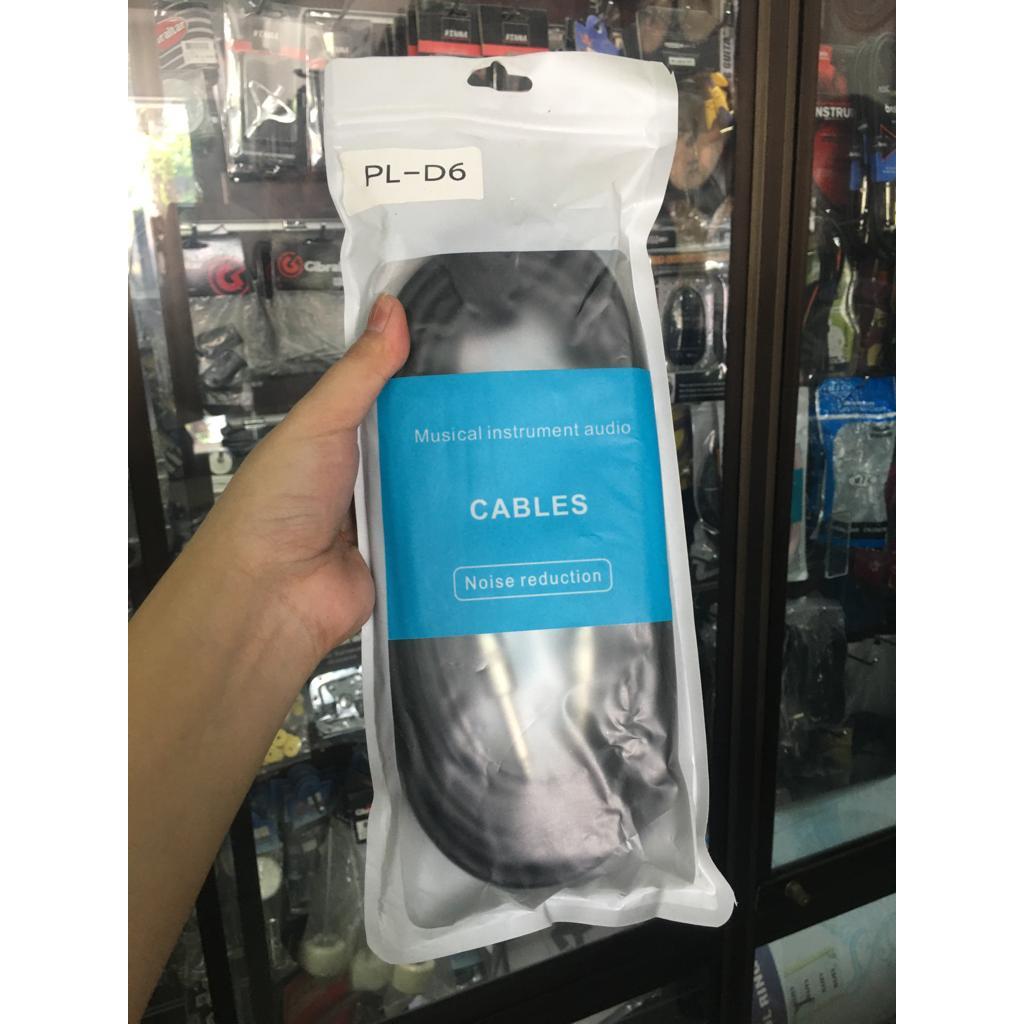 PL-D6
Musical instrument audio
CABLES
Noise reduction